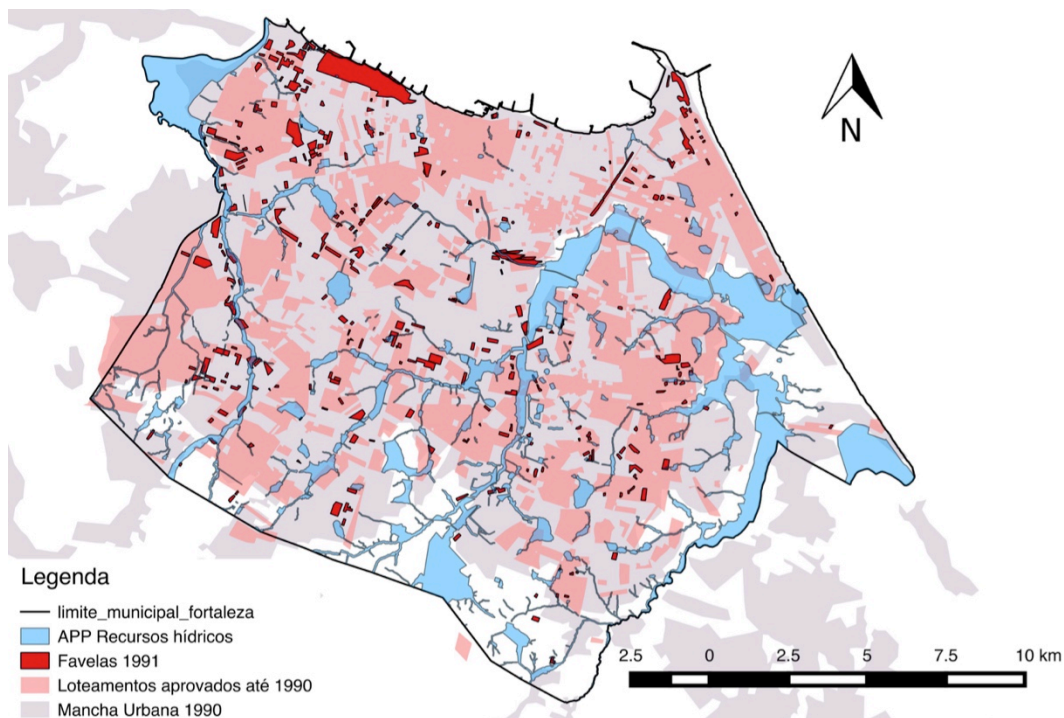 N
Legenda
limite_municipal_fortaleza
APP Recursos hídricos
Favelas 1991
Loteamentos aprovados até 1990
Mancha Urbana 1990
2.5 0 2.5 5 7.5 10 km